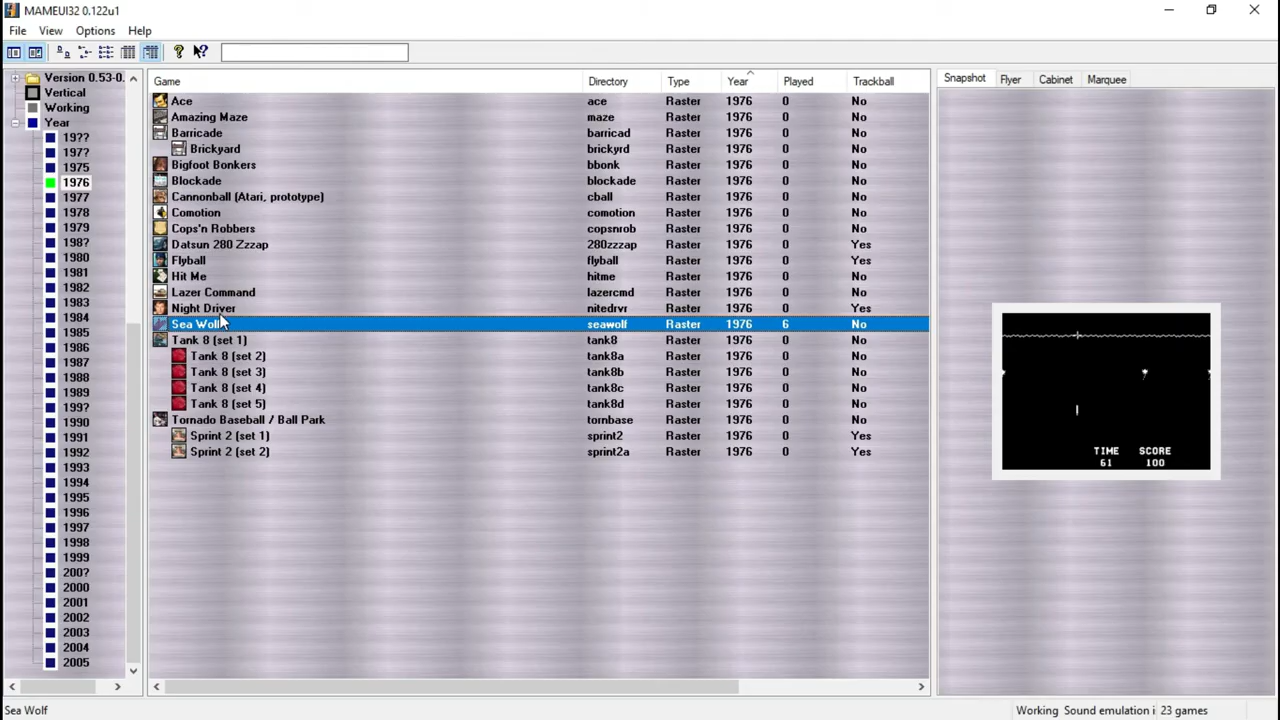 MAMEUI32 0.122u1
File View Options Help
Version 0.53-0.
Vertical
Working
Year
19??
197?
1975
1976
1977
1978
1979
198?
1980
1981
1982
1983
1984
1985
1986
1987
1988
1989
199?
1990
1991
1992
1993
1994
1995
1996
1997
1998
1999
200?
2000
2001
2002
2003
2004
2005
Game Directory Type Year Played Trackball
Ace ace Raster 1976 0 No
Amazing Maze maze Raster 1976 0 No
Barricade barricad Raster 1976 0 No
Brickyard brickyrd Raster 1976 0 No
Bigfoot Bonkers bbonk Raster 1976 0 No
Blockade blockade Raster 1976 0 No
Cannonball (Atari, prototype) cball Raster 1976 0 No
Comotion comotion Raster 1976 0 No
Cops'n Robbers copsnrob Raster 1976 0 No
Datsun 280 Zzzap 280zzzap Raster 1976 0 Yes
Flyball flyball Raster 1976 0 Yes
Hit Me hitme Raster 1976 0 No
Lazer Command lazercmd Raster 1976 0 No
Night Driver nitedrvr Raster 1976 0 Yes
Sea Wolf seawolf Raster 1976 6 No
Tank 8 (set 1) tank8 Raster 1976 0 No
Tank 8 (set 2) tank8a Raster 1976 0 No
Tank 8 (set 3) tank8b Raster 1976 0 No
Tank 8 (set 4) tank8c Raster 1976 0 No
Tank 8 (set 5) tank8d Raster 1976 0 No
Tornado Baseball / Ball Park tornbase Raster 1976 0 No
Sprint 2 (set 1) sprint2 Raster 1976 0 Yes
Sprint 2 (set 2) sprint2a Raster 1976 0 Yes
Snapshot Flyer Cabinet Marquee
TIME SCORE
61 100
Sea Wolf Working Sound emulation i 23 games